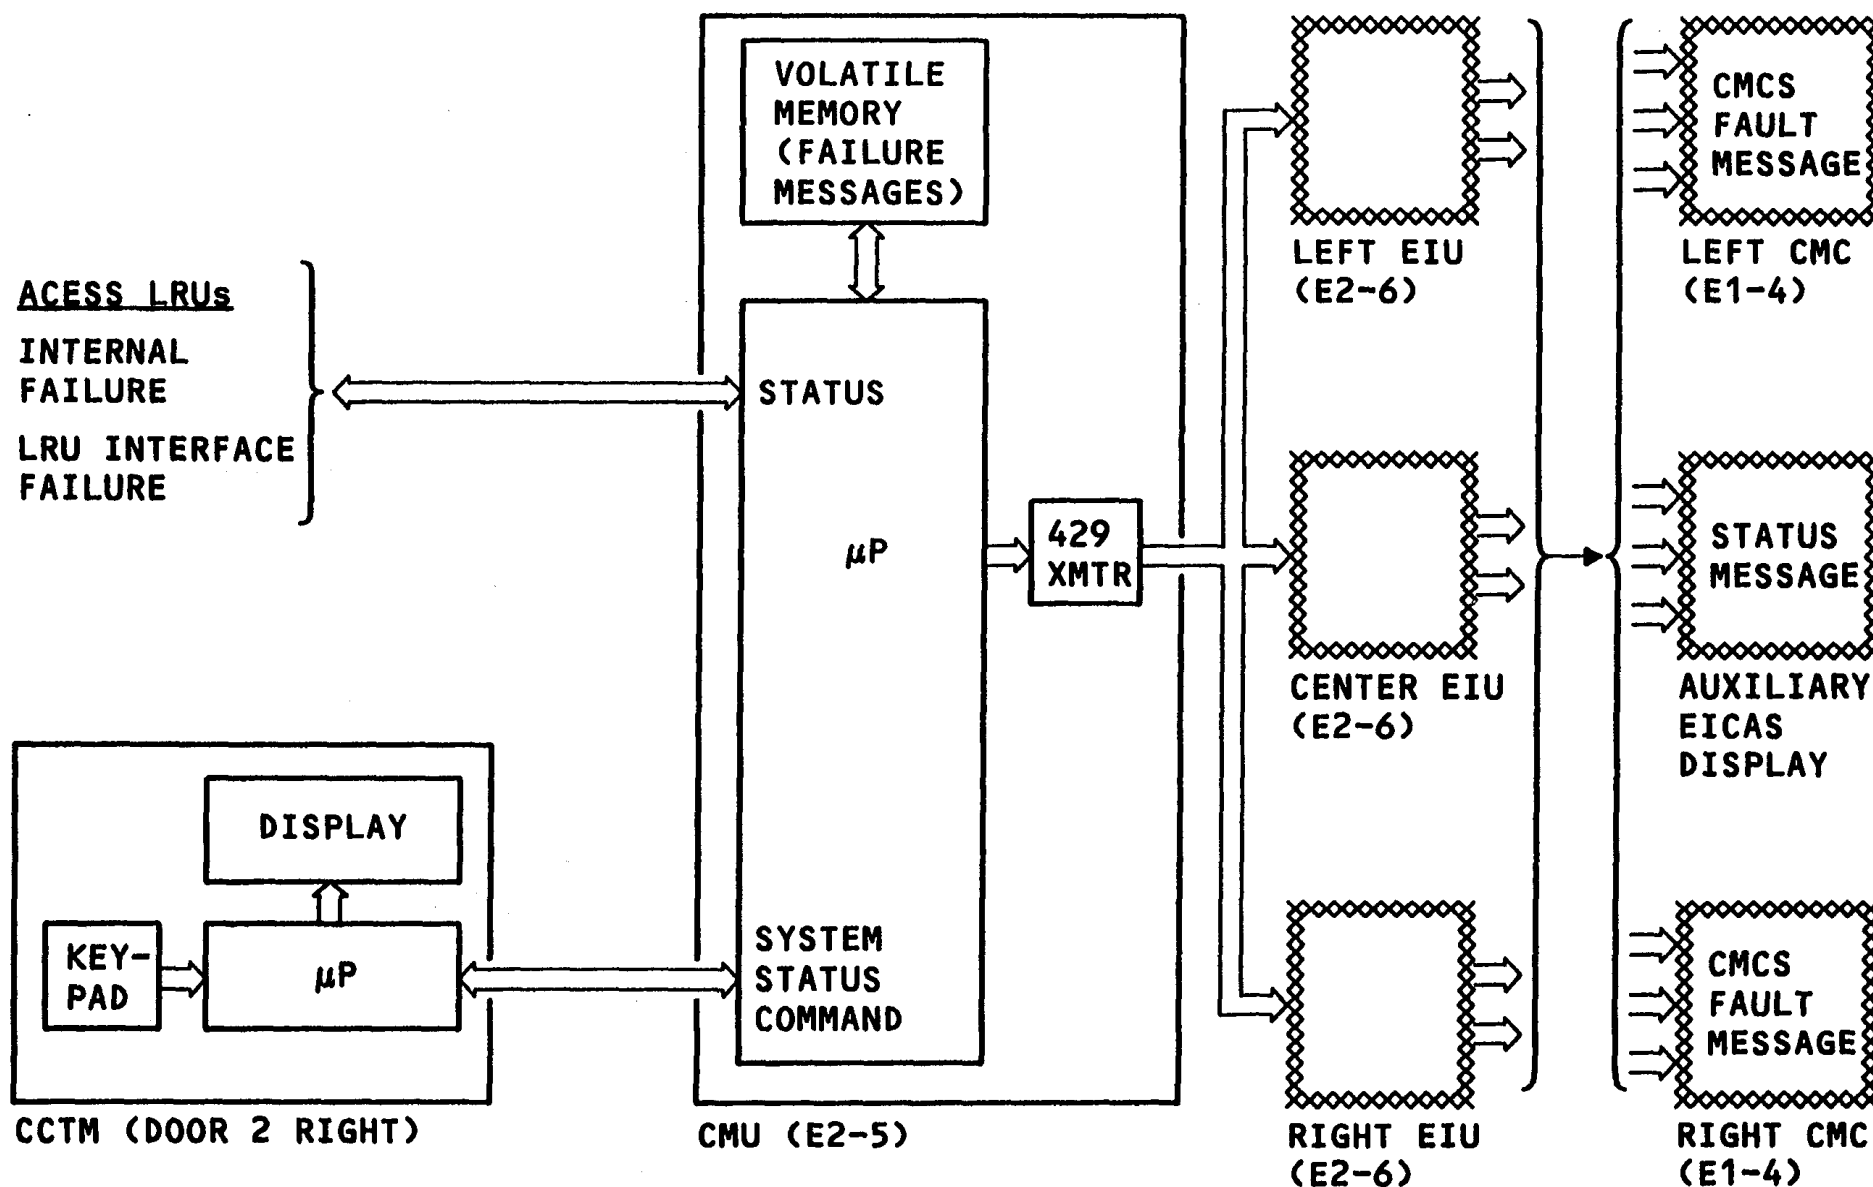 ACESS LRUs
INTERNAL
FAILURE
LRU INTERFACE
FAILURE
DISPLAY
KEY-
PAD
μP
CCTM (DOOR 2 RIGHT)
VOLATILE
MEMORY
(FAILURE
MESSAGES)
STATUS
μP
SYSTEM
STATUS
COMMAND
429
XMTR
CMU (E2-5)
LEFT EIU
(E2-6)
CENTER EIU
(E2-6)
RIGHT EIU
(E2-6)
CMCS
FAULT
MESSAGE
LEFT CMC
(E1-4)
STATUS
MESSAGE
AUXILIARY
EICAS
DISPLAY
CMCS
FAULT
MESSAGE
RIGHT CMC
(E1-4)